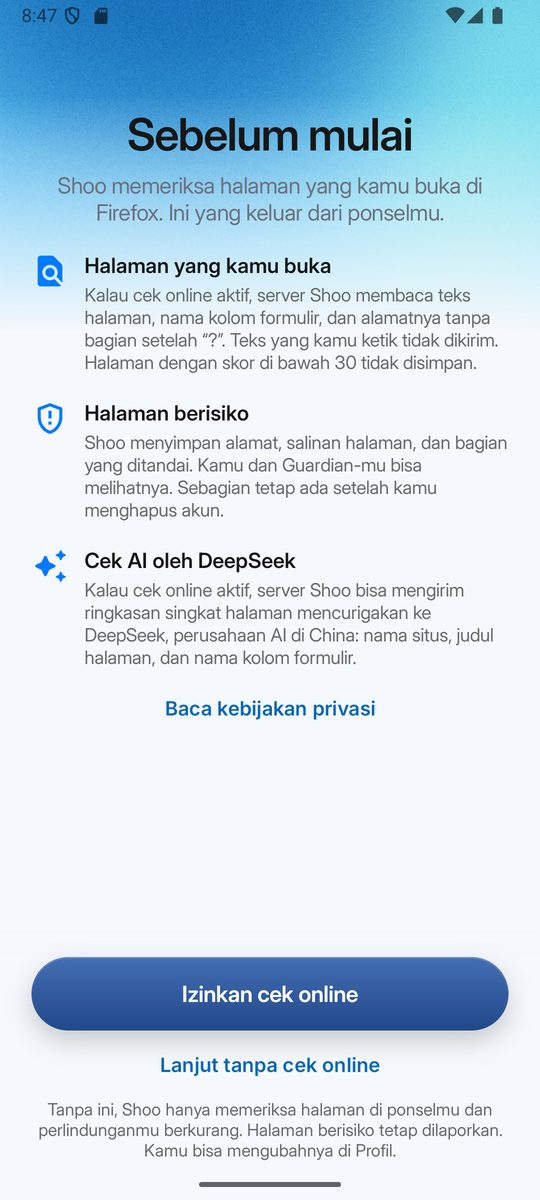 8:47
Sebelum mulai
Shoo memeriksa halaman yang kamu buka di
Firefox. Ini yang keluar dari ponselmu.
Halaman yang kamu buka
Kalau cek online aktif, server Shoo membaca teks
halaman, nama kolom formulir, dan alamatnya tanpa
bagian setelah “?”. Teks yang kamu ketik tidak dikirim.
Halaman dengan skor di bawah 30 tidak disimpan.
Halaman berisiko
Shoo menyimpan alamat, salinan halaman, dan bagian
yang ditandai. Kamu dan Guardian-mu bisa
melihatnya. Sebagian tetap ada setelah kamu
menghapus akun.
Cek AI oleh DeepSeek
Kalau cek online aktif, server Shoo bisa mengirim
ringkasan singkat halaman mencurigakan ke
DeepSeek, perusahaan AI di China: nama situs, judul
halaman, dan nama kolom formulir.
Baca kebijakan privasi
Izinkan cek online
Lanjut tanpa cek online
Tanpa ini, Shoo hanya memeriksa halaman di ponselmu dan
perlindunganmu berkurang. Halaman berisiko tetap dilaporkan.
Kamu bisa mengubahnya di Profil.